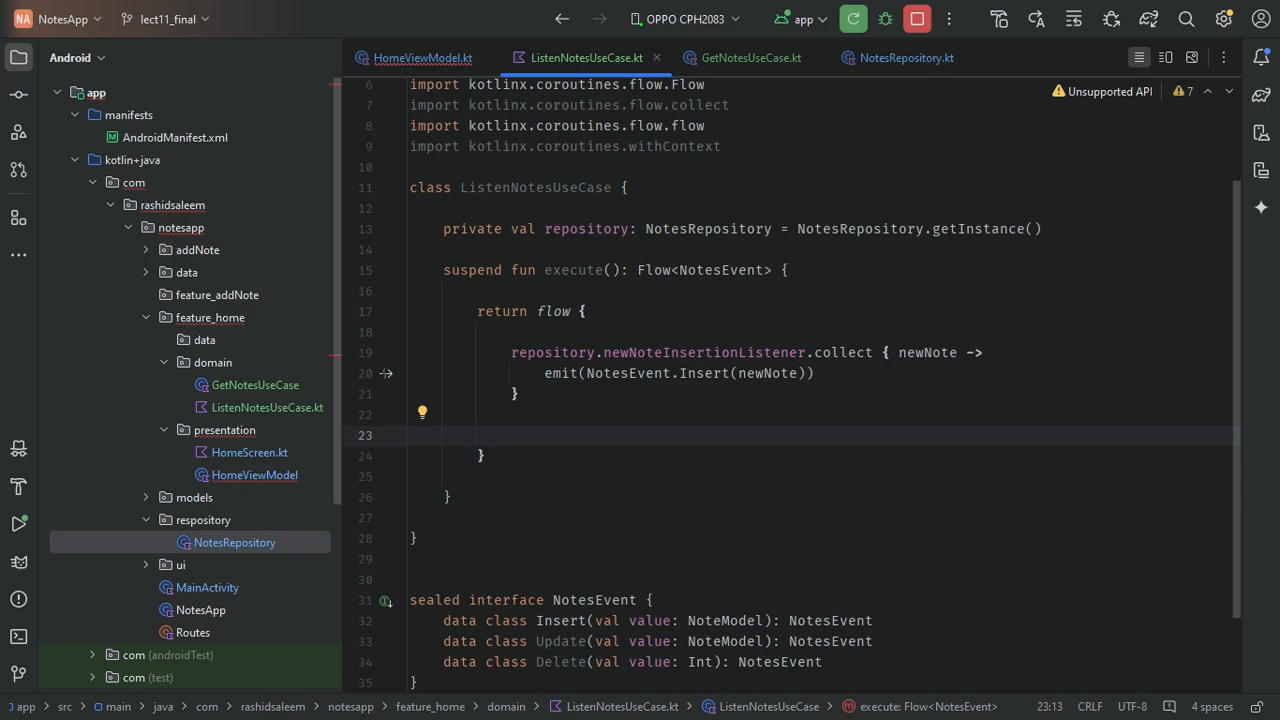 NA NotesApp lect11_final OPPO CPH2083 app
Android
HomeViewModel.kt ListenNotesUseCase.kt GetNotesUseCase.kt NotesRepository.kt
Unsupported API 7
app
manifests
AndroidManifest.xml
kotlin+java
com
rashidsaleem
notesapp
addNote
data
feature_addNote
feature_home
data
domain
GetNotesUseCase
ListenNotesUseCase.kt
presentation
HomeScreen.kt
HomeViewModel
models
respository
NotesRepository
ui
MainActivity
NotesApp
Routes
com (androidTest)
com (test)
6 import kotlinx.coroutines.flow.Flow
7 import kotlinx.coroutines.flow.collect
8 import kotlinx.coroutines.flow.flow
9 import kotlinx.coroutines.withContext
10
11 class ListenNotesUseCase {
12
13 private val repository: NotesRepository = NotesRepository.getInstance()
14
15 suspend fun execute(): Flow<NotesEvent> {
16
17 return flow {
18
19 repository.newNoteInsertionListener.collect { newNote ->
20 emit(NotesEvent.Insert(newNote))
21 }
22
23
24 }
25
26 }
27
28 }
29
30
31 sealed interface NotesEvent {
32 data class Insert(val value: NoteModel): NotesEvent
33 data class Update(val value: NoteModel): NotesEvent
34 data class Delete(val value: Int): NotesEvent
35 }
app > src > main > java > com > rashidsaleem > notesapp > feature_home > domain > ListenNotesUseCase.kt > ListenNotesUseCase > execute: Flow<NotesEvent> 23:13 CRLF UTF-8 4 spaces